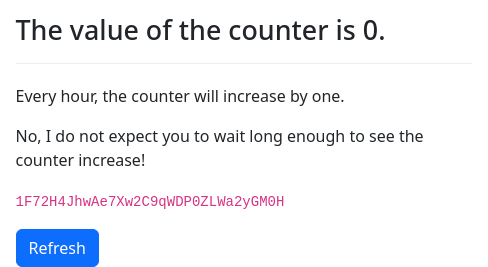 The value of the counter is 0.
Every hour, the counter will increase by one.
No, I do not expect you to wait long enough to see the
counter increase!
1F72H4JhwAe7Xw2C9qWDP0ZLWa2yGM0H
Refresh